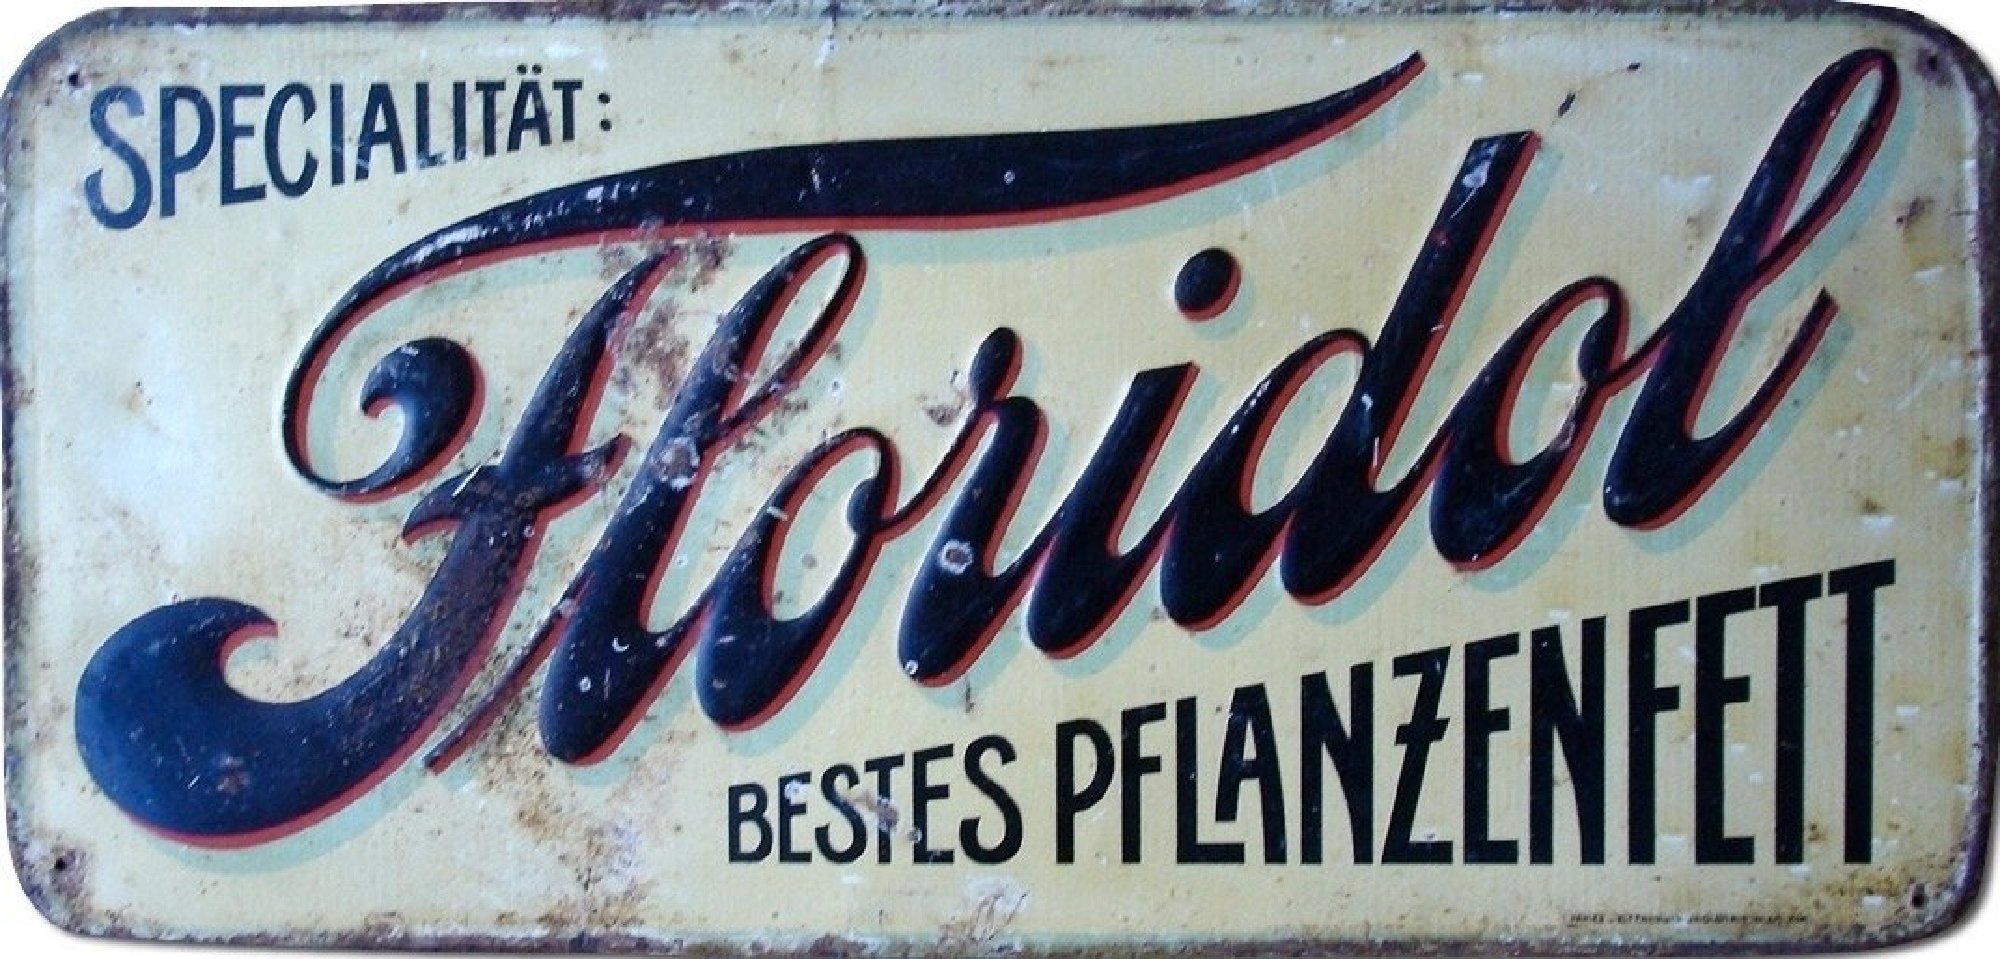 SPECIALITÄT:
Floridol
BESTES PFLANZENFETT